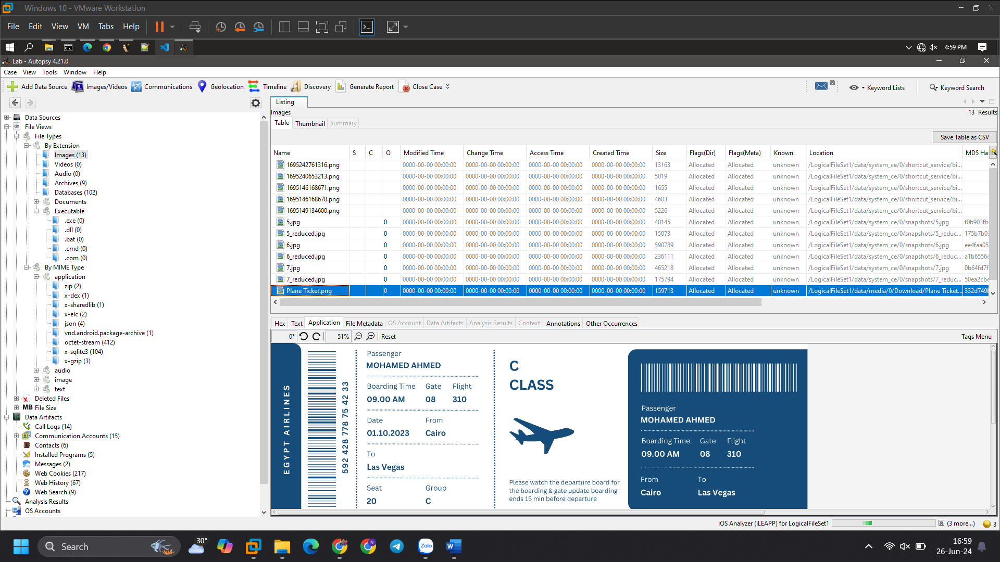 Windows 10 - VMware Workstation
File Edit View VM Tabs Help
4:59 PM
Lab - Autopsy 4.21.0
Case View Tools Window Help
Add Data Source Images/Videos Communications Geolocation Timeline Discovery Generate Report Close Case
9
Keyword Lists Keyword Search
Data Sources
File Views
File Types
By Extension
Images (13)
Videos (0)
Audio (0)
Archives (9)
Databases (102)
Documents
Executable
.exe (0)
.dll (0)
.bat (0)
.cmd (0)
.com (0)
By MIME Type
application
zip (2)
x-dex (1)
x-sharedlib (1)
x-elc (2)
json (4)
vnd.android.package-archive (1)
octet-stream (412)
x-sqlite3 (104)
x-gzip (3)
audio
image
text
Deleted Files
MB File Size
Data Artifacts
Call Logs (14)
Communication Accounts (15)
Contacts (6)
Installed Programs (5)
Messages (2)
Web Cookies (217)
Web History (67)
Web Search (9)
Analysis Results
OS Accounts
Listing
Images
13 Results
Table Thumbnail Summary
Save Table as CSV
Name S C O Modified Time Change Time Access Time Created Time Size Flags(Dir) Flags(Meta) Known Location MD5 Ha
1695242761316.png 0000-00-00 00:00:00 0000-00-00 00:00:00 0000-00-00 00:00:00 0000-00-00 00:00:00 13163 Allocated Allocated unknown /LogicalFileSet1/data/system_ce/0/shortcut_service/bi...
1695240653213.png 0000-00-00 00:00:00 0000-00-00 00:00:00 0000-00-00 00:00:00 0000-00-00 00:00:00 5019 Allocated Allocated unknown /LogicalFileSet1/data/system_ce/0/shortcut_service/bi...
1695146168671.png 0000-00-00 00:00:00 0000-00-00 00:00:00 0000-00-00 00:00:00 0000-00-00 00:00:00 1655 Allocated Allocated unknown /LogicalFileSet1/data/system_ce/0/shortcut_service/bi...
1695146168678.png 0000-00-00 00:00:00 0000-00-00 00:00:00 0000-00-00 00:00:00 0000-00-00 00:00:00 4603 Allocated Allocated unknown /LogicalFileSet1/data/system_ce/0/shortcut_service/bi...
1695149134600.png 0000-00-00 00:00:00 0000-00-00 00:00:00 0000-00-00 00:00:00 0000-00-00 00:00:00 5226 Allocated Allocated unknown /LogicalFileSet1/data/system_ce/0/shortcut_service/bi...
5.jpg 0 0000-00-00 00:00:00 0000-00-00 00:00:00 0000-00-00 00:00:00 0000-00-00 00:00:00 40145 Allocated Allocated unknown /LogicalFileSet1/data/system_ce/0/snapshots/5.jpg f0b903fb
5_reduced.jpg 0 0000-00-00 00:00:00 0000-00-00 00:00:00 0000-00-00 00:00:00 0000-00-00 00:00:00 15073 Allocated Allocated unknown /LogicalFileSet1/data/system_ce/0/snapshots/5_reduc... 175b7b0
6.jpg 0 0000-00-00 00:00:00 0000-00-00 00:00:00 0000-00-00 00:00:00 0000-00-00 00:00:00 590789 Allocated Allocated unknown /LogicalFileSet1/data/system_ce/0/snapshots/6.jpg ee4faa05
6_reduced.jpg 0 0000-00-00 00:00:00 0000-00-00 00:00:00 0000-00-00 00:00:00 0000-00-00 00:00:00 236111 Allocated Allocated unknown /LogicalFileSet1/data/system_ce/0/snapshots/6_reduc... a1b6556e
7.jpg 0 0000-00-00 00:00:00 0000-00-00 00:00:00 0000-00-00 00:00:00 0000-00-00 00:00:00 465218 Allocated Allocated unknown /LogicalFileSet1/data/system_ce/0/snapshots/7.jpg 0b64fd7f
7_reduced.jpg 0 0000-00-00 00:00:00 0000-00-00 00:00:00 0000-00-00 00:00:00 0000-00-00 00:00:00 175794 Allocated Allocated unknown /LogicalFileSet1/data/system_ce/0/snapshots/7_reduc... 50ea2cbe
Plane Ticket.png 0 0000-00-00 00:00:00 0000-00-00 00:00:00 0000-00-00 00:00:00 0000-00-00 00:00:00 159713 Allocated Allocated unknown /LogicalFileSet1/data/media/0/Download/Plane Ticket... 332d749b
Hex Text Application File Metadata OS Account Data Artifacts Analysis Results Context Annotations Other Occurrences
0° 51% Reset Tags Menu
EGYPT AIRLINES
592 428 778 75 42 33
Passenger
MOHAMED AHMED
Boarding Time Gate Flight
09.00 AM 08 310
Date From
01.10.2023 Cairo
To
Las Vegas
Seat Group
20 C
C
CLASS
Please watch the departure board for
the boarding & gate update boarding
ends 15 min before departure
Passenger
MOHAMED AHMED
Boarding Time Gate Flight
09.00 AM 08 310
From To
Cairo Las Vegas
iOS Analyzer (iLEAPP) for LogicalFileSet1 (3 more...) 3
Search
30°
Zalo
16:59
26-Jun-24